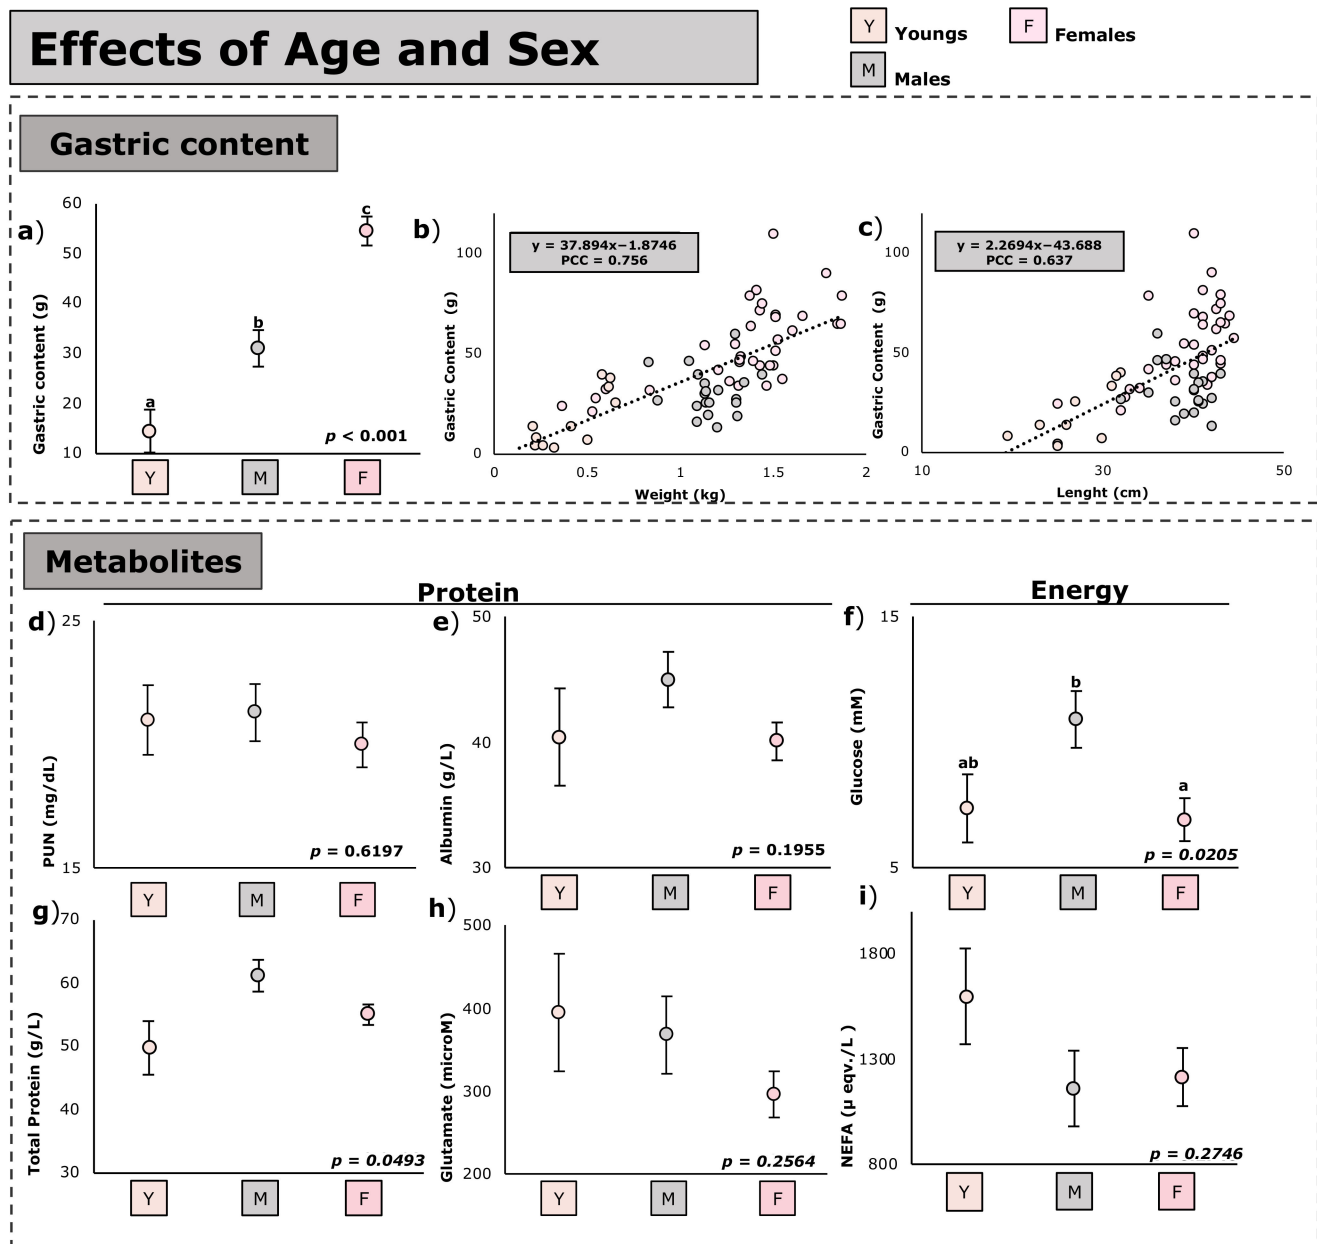 Effects of Age and Sex
Y Youngs
F Females
M Males
Gastric content
a)
Gastric content (g)
60
50
40
30
20
10
a
b
c
p < 0.001
Y M F
b)
Gastric Content (g)
100
50
0
y = 37.894x−1.8746
PCC = 0.756
0 0.5 1 1.5 2
Weight (kg)
c)
Gastric Content (g)
100
50
0
y = 2.2694x−43.688
PCC = 0.637
10 30 50
Lenght (cm)
Metabolites
Protein
Energy
d)
PUN (mg/dL)
25
15
p = 0.6197
Y M F
e)
Albumin (g/L)
50
40
30
p = 0.1955
Y M F
f)
Glucose (mM)
15
5
ab
b
a
p = 0.0205
Y M F
g)
Total Protein (g/L)
70
60
50
40
30
p = 0.0493
Y M F
h)
Glutamate (microM)
500
400
300
200
p = 0.2564
Y M F
i)
NEFA (µ eqv./L )
1800
1300
800
p = 0.2746
Y M F